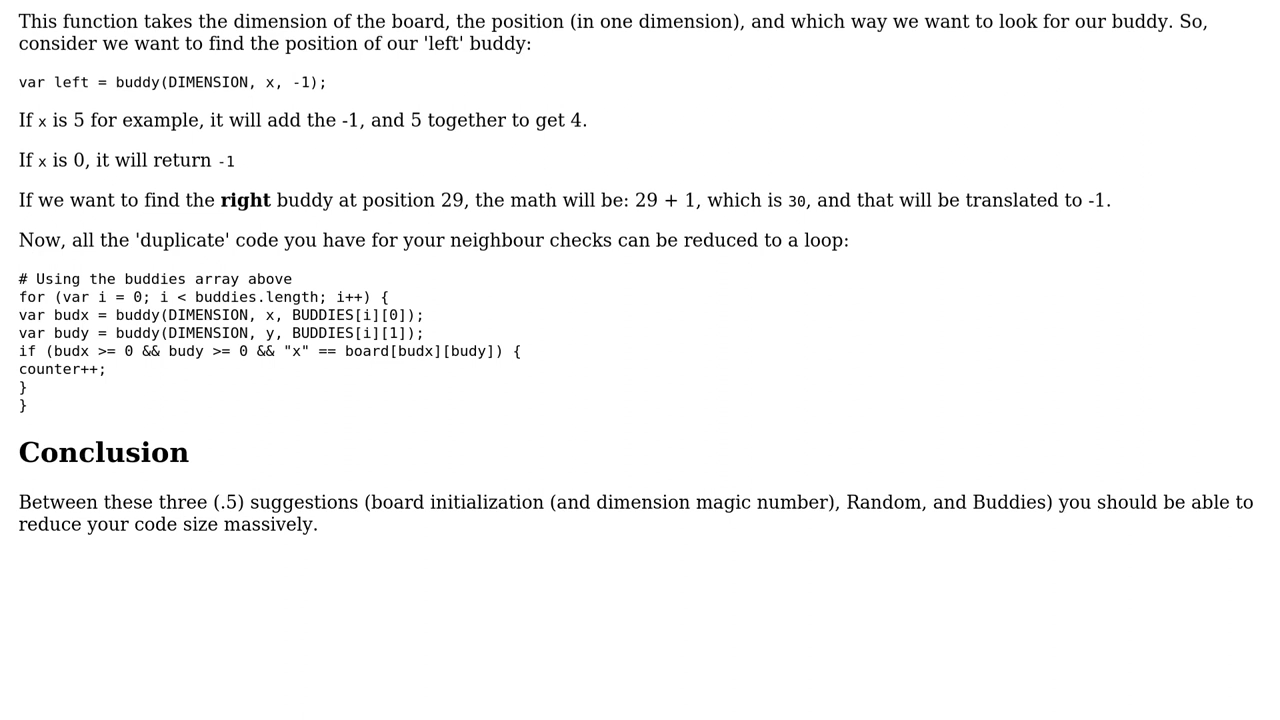 This function takes the dimension of the board, the position (in one dimension), and which way we want to look for our buddy. So,
consider we want to find the position of our 'left' buddy:
var left = buddy(DIMENSION, x, -1);
If x is 5 for example, it will add the -1, and 5 together to get 4.
If x is 0, it will return -1
If we want to find the right buddy at position 29, the math will be: 29 + 1, which is 30, and that will be translated to -1.
Now, all the 'duplicate' code you have for your neighbour checks can be reduced to a loop:
# Using the buddies array above
for (var i = 0; i < buddies.length; i++) {
var budx = buddy(DIMENSION, x, BUDDIES[i][0]);
var budy = buddy(DIMENSION, y, BUDDIES[i][1]);
if (budx >= 0 && budy >= 0 && "x" == board[budx][budy]) {
counter++;
}
}
Conclusion
Between these three (.5) suggestions (board initialization (and dimension magic number), Random, and Buddies) you should be able to
reduce your code size massively.